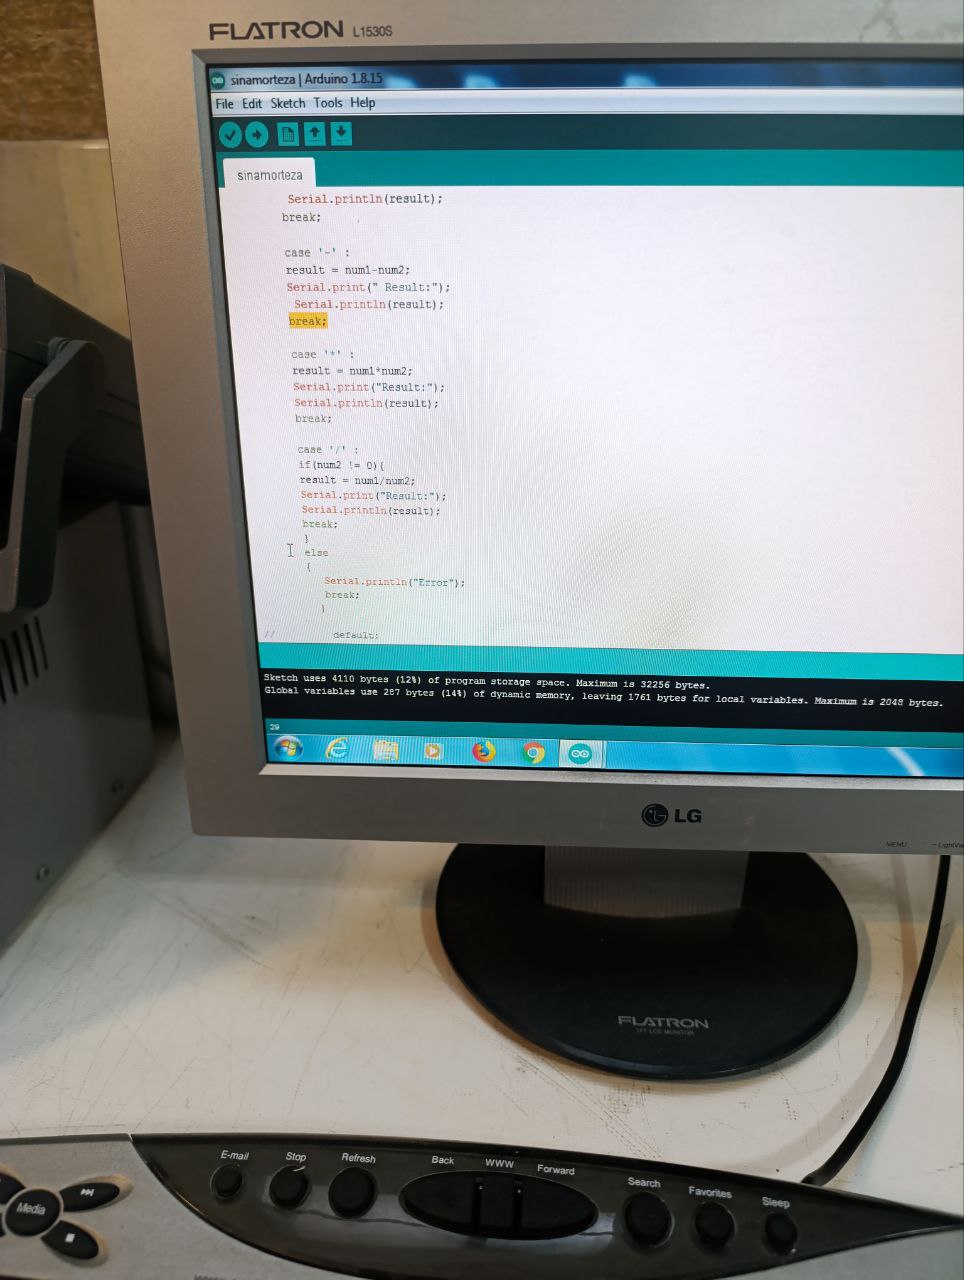 FLATRON L1530S
sinamorteza | Arduino 1.8.15
File Edit Sketch Tools Help
sinamorteza
Serial.println(result);
break;
case '-' :
result = num1-num2;
Serial.print(" Result:");
Serial.println(result);
break;
case '*' :
result = num1*num2;
Serial.print("Result:");
Serial.println(result);
break;
case '/' :
if(num2 != 0){
result = num1/num2;
Serial.print("Result:");
Serial.println(result);
break;
}
else
{
Serial.println("Error");
break;
}
// default:
Sketch uses 4110 bytes (12%) of program storage space. Maximum is 32256 bytes.
Global variables use 287 bytes (14%) of dynamic memory, leaving 1761 bytes for local variables. Maximum is 2048 bytes.
29
LG
MENU
FLATRON
TFT LCD MONITOR
E-mail Stop Refresh Back WWW Forward Search Favorites Sleep
Media